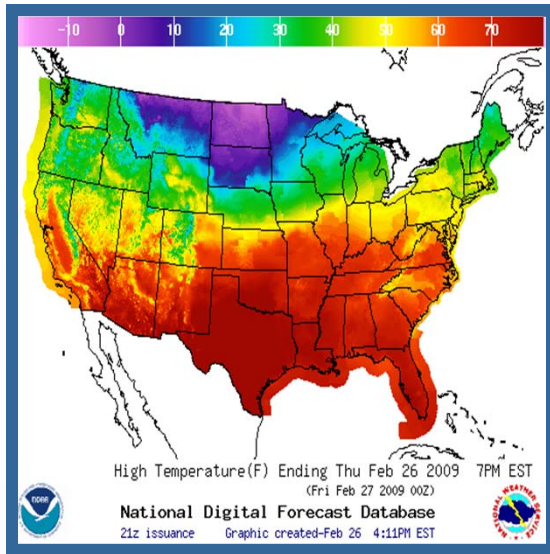 -10 0 10 20 30 40 50 60 70
High Temperature(F) Ending Thu Feb 26 2009 7PM EST
(Fri Feb 27 2009 00Z)
National Digital Forecast Database
21z issuance Graphic created-Feb 26 4:11PM EST
NOAA
NATIONAL WEATHER SERVICE